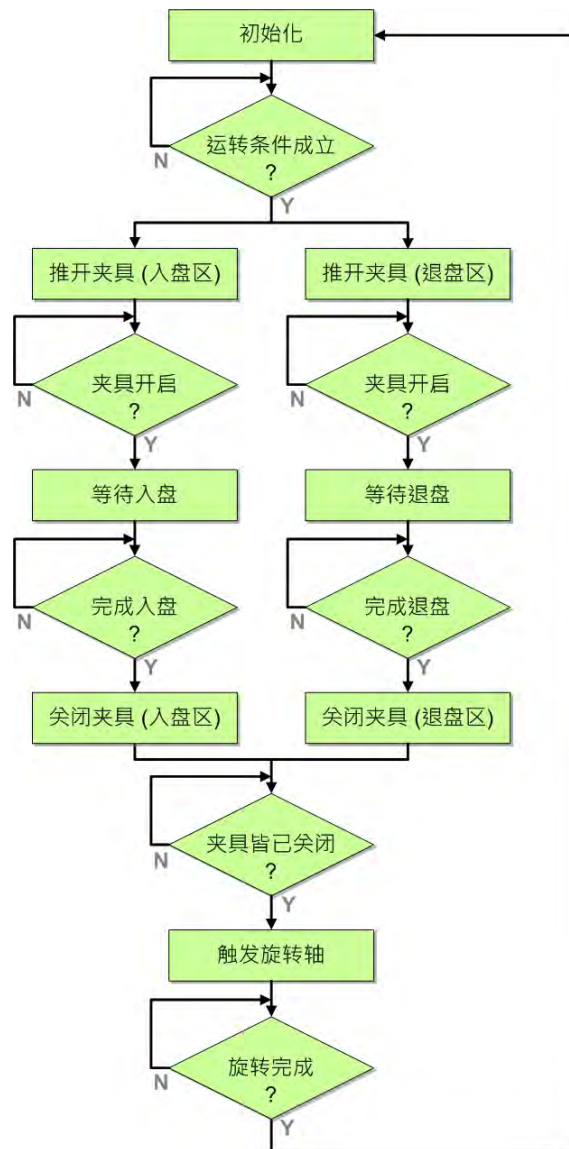 初始化
运转条件成立
?
N
Y
推开夹具 (入盘区)
推开夹具 (退盘区)
夹具开启
?
N
Y
夹具开启
?
N
Y
等待入盘
等待退盘
完成入盘
?
N
Y
完成退盘
?
N
Y
关闭夹具 (入盘区)
关闭夹具 (退盘区)
夹具皆已关闭
?
N
Y
触发旋转轴
旋转完成
?
N
Y